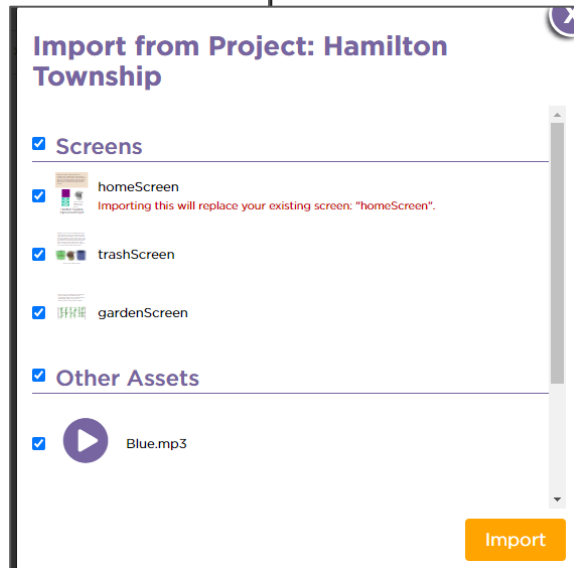 X
Import from Project: Hamilton
Township
Screens
homeScreen
Importing this will replace your existing screen: "homeScreen".
trashScreen
gardenScreen
Other Assets
Blue.mp3
Import